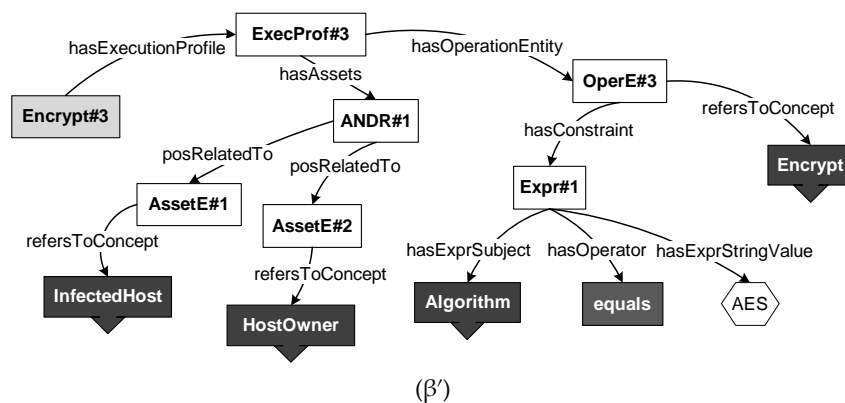 ExecProf#3
hasExecutionProfile
hasOperationEntity
hasAssets
OperE#3
Encrypt#3
ANDR#1
refersToConcept
hasConstraint
posRelatedTo
posRelatedTo
Encrypt
Expr#1
AssetE#1
AssetE#2
refersToConcept
hasExprSubject
hasOperator
hasExprStringValue
refersToConcept
InfectedHost
Algorithm
equals
AES
HostOwner
(β′)